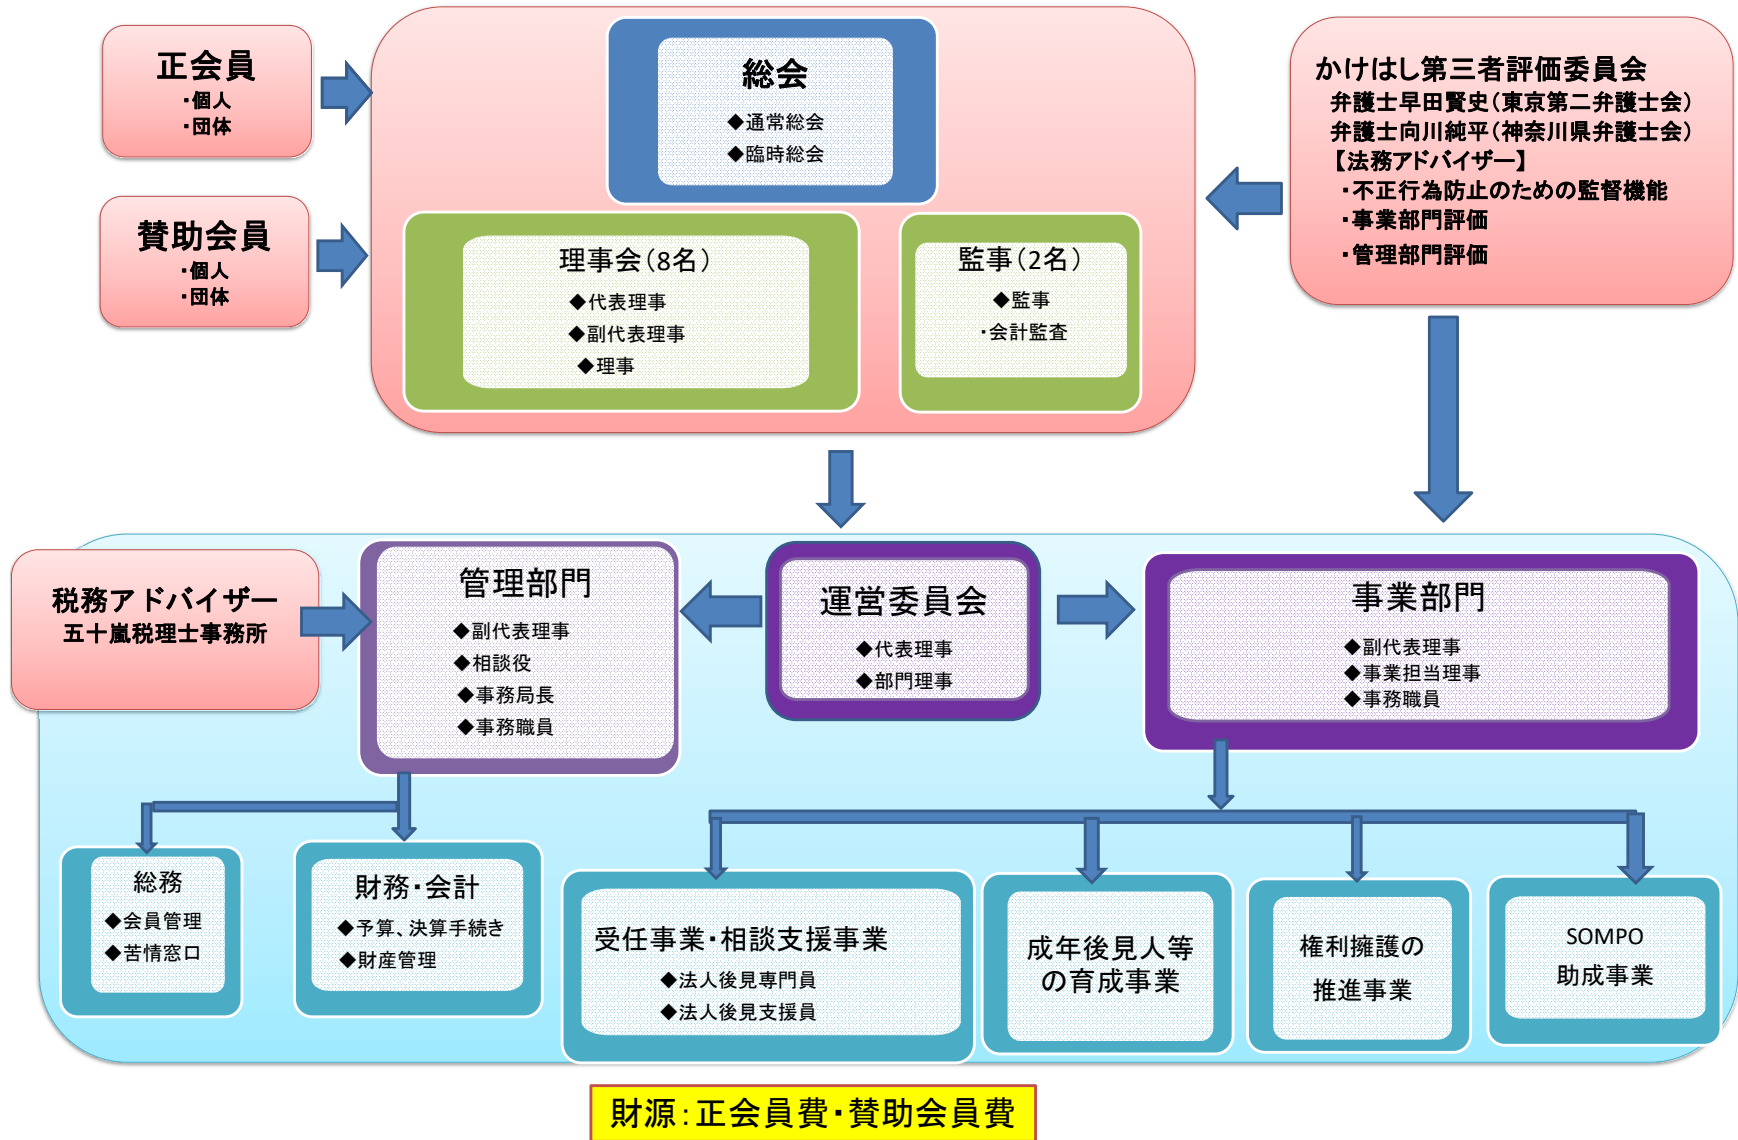 正会員
・個人
・団体
賛助会員
・個人
・団体
総会
◆通常総会
◆臨時総会
理事会（8名）
◆代表理事
◆副代表理事
◆理事
監事（2名）
◆監事
・会計監査
かけはし第三者評価委員会
弁護士早田賢史（東京第二弁護士会）
弁護士向川純平（神奈川県弁護士会）
【法務アドバイザー】
・不正行為防止のための監督機能
・事業部門評価
・管理部門評価
税務アドバイザー
五十嵐税理士事務所
管理部門
◆副代表理事
◆相談役
◆事務局長
◆事務職員
運営委員会
◆代表理事
◆部門理事
事業部門
◆副代表理事
◆事業担当理事
◆事務職員
総務
◆会員管理
◆苦情窓口
財務・会計
◆予算、決算手続き
◆財産管理
受任事業・相談支援事業
◆法人後見専門員
◆法人後見支援員
成年後見人等
の育成事業
権利擁護の
推進事業
SOMPO
助成事業
財源：正会員費・賛助会員費